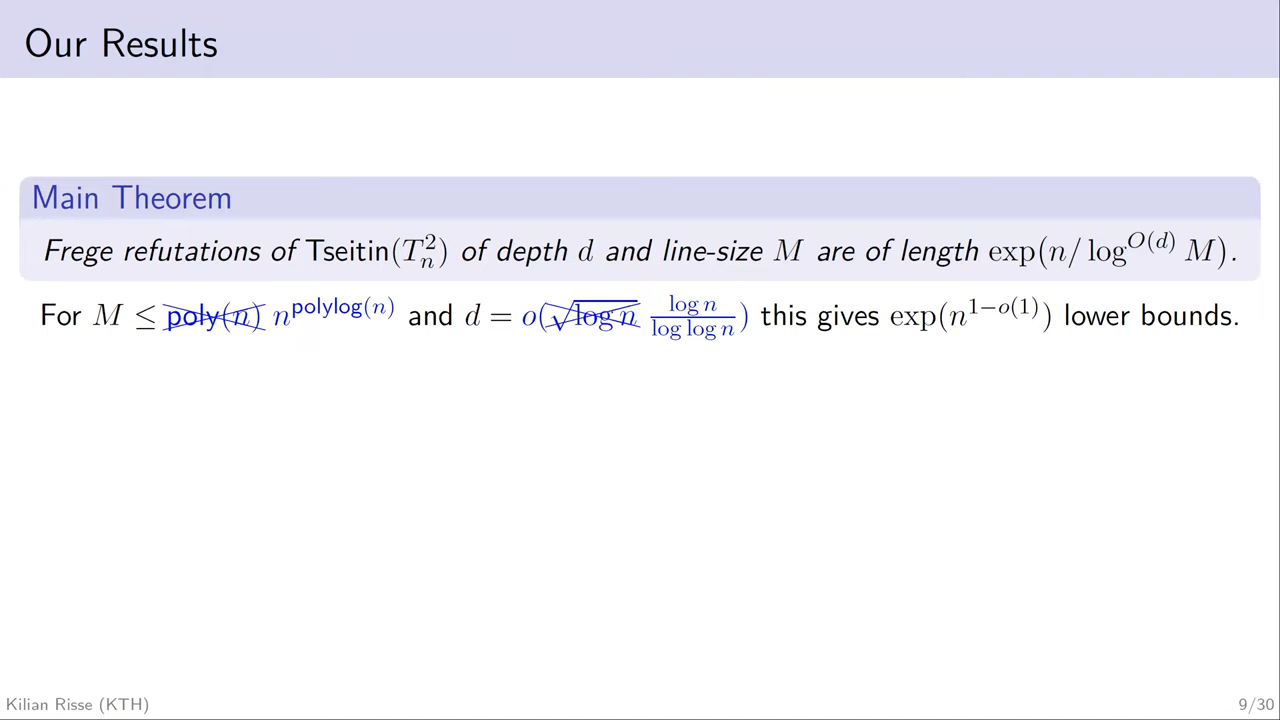 Our Results
Main Theorem
Frege refutations of Tseitin(T_n^2) of depth d and line-size M are of length exp(n/ log^{O(d)} M).
For M ≤ poly(n) n^{polylog(n)} and d = o(√log n log n / log log n) this gives exp(n^{1−o(1)}) lower bounds.
Kilian Risse (KTH)
9/30